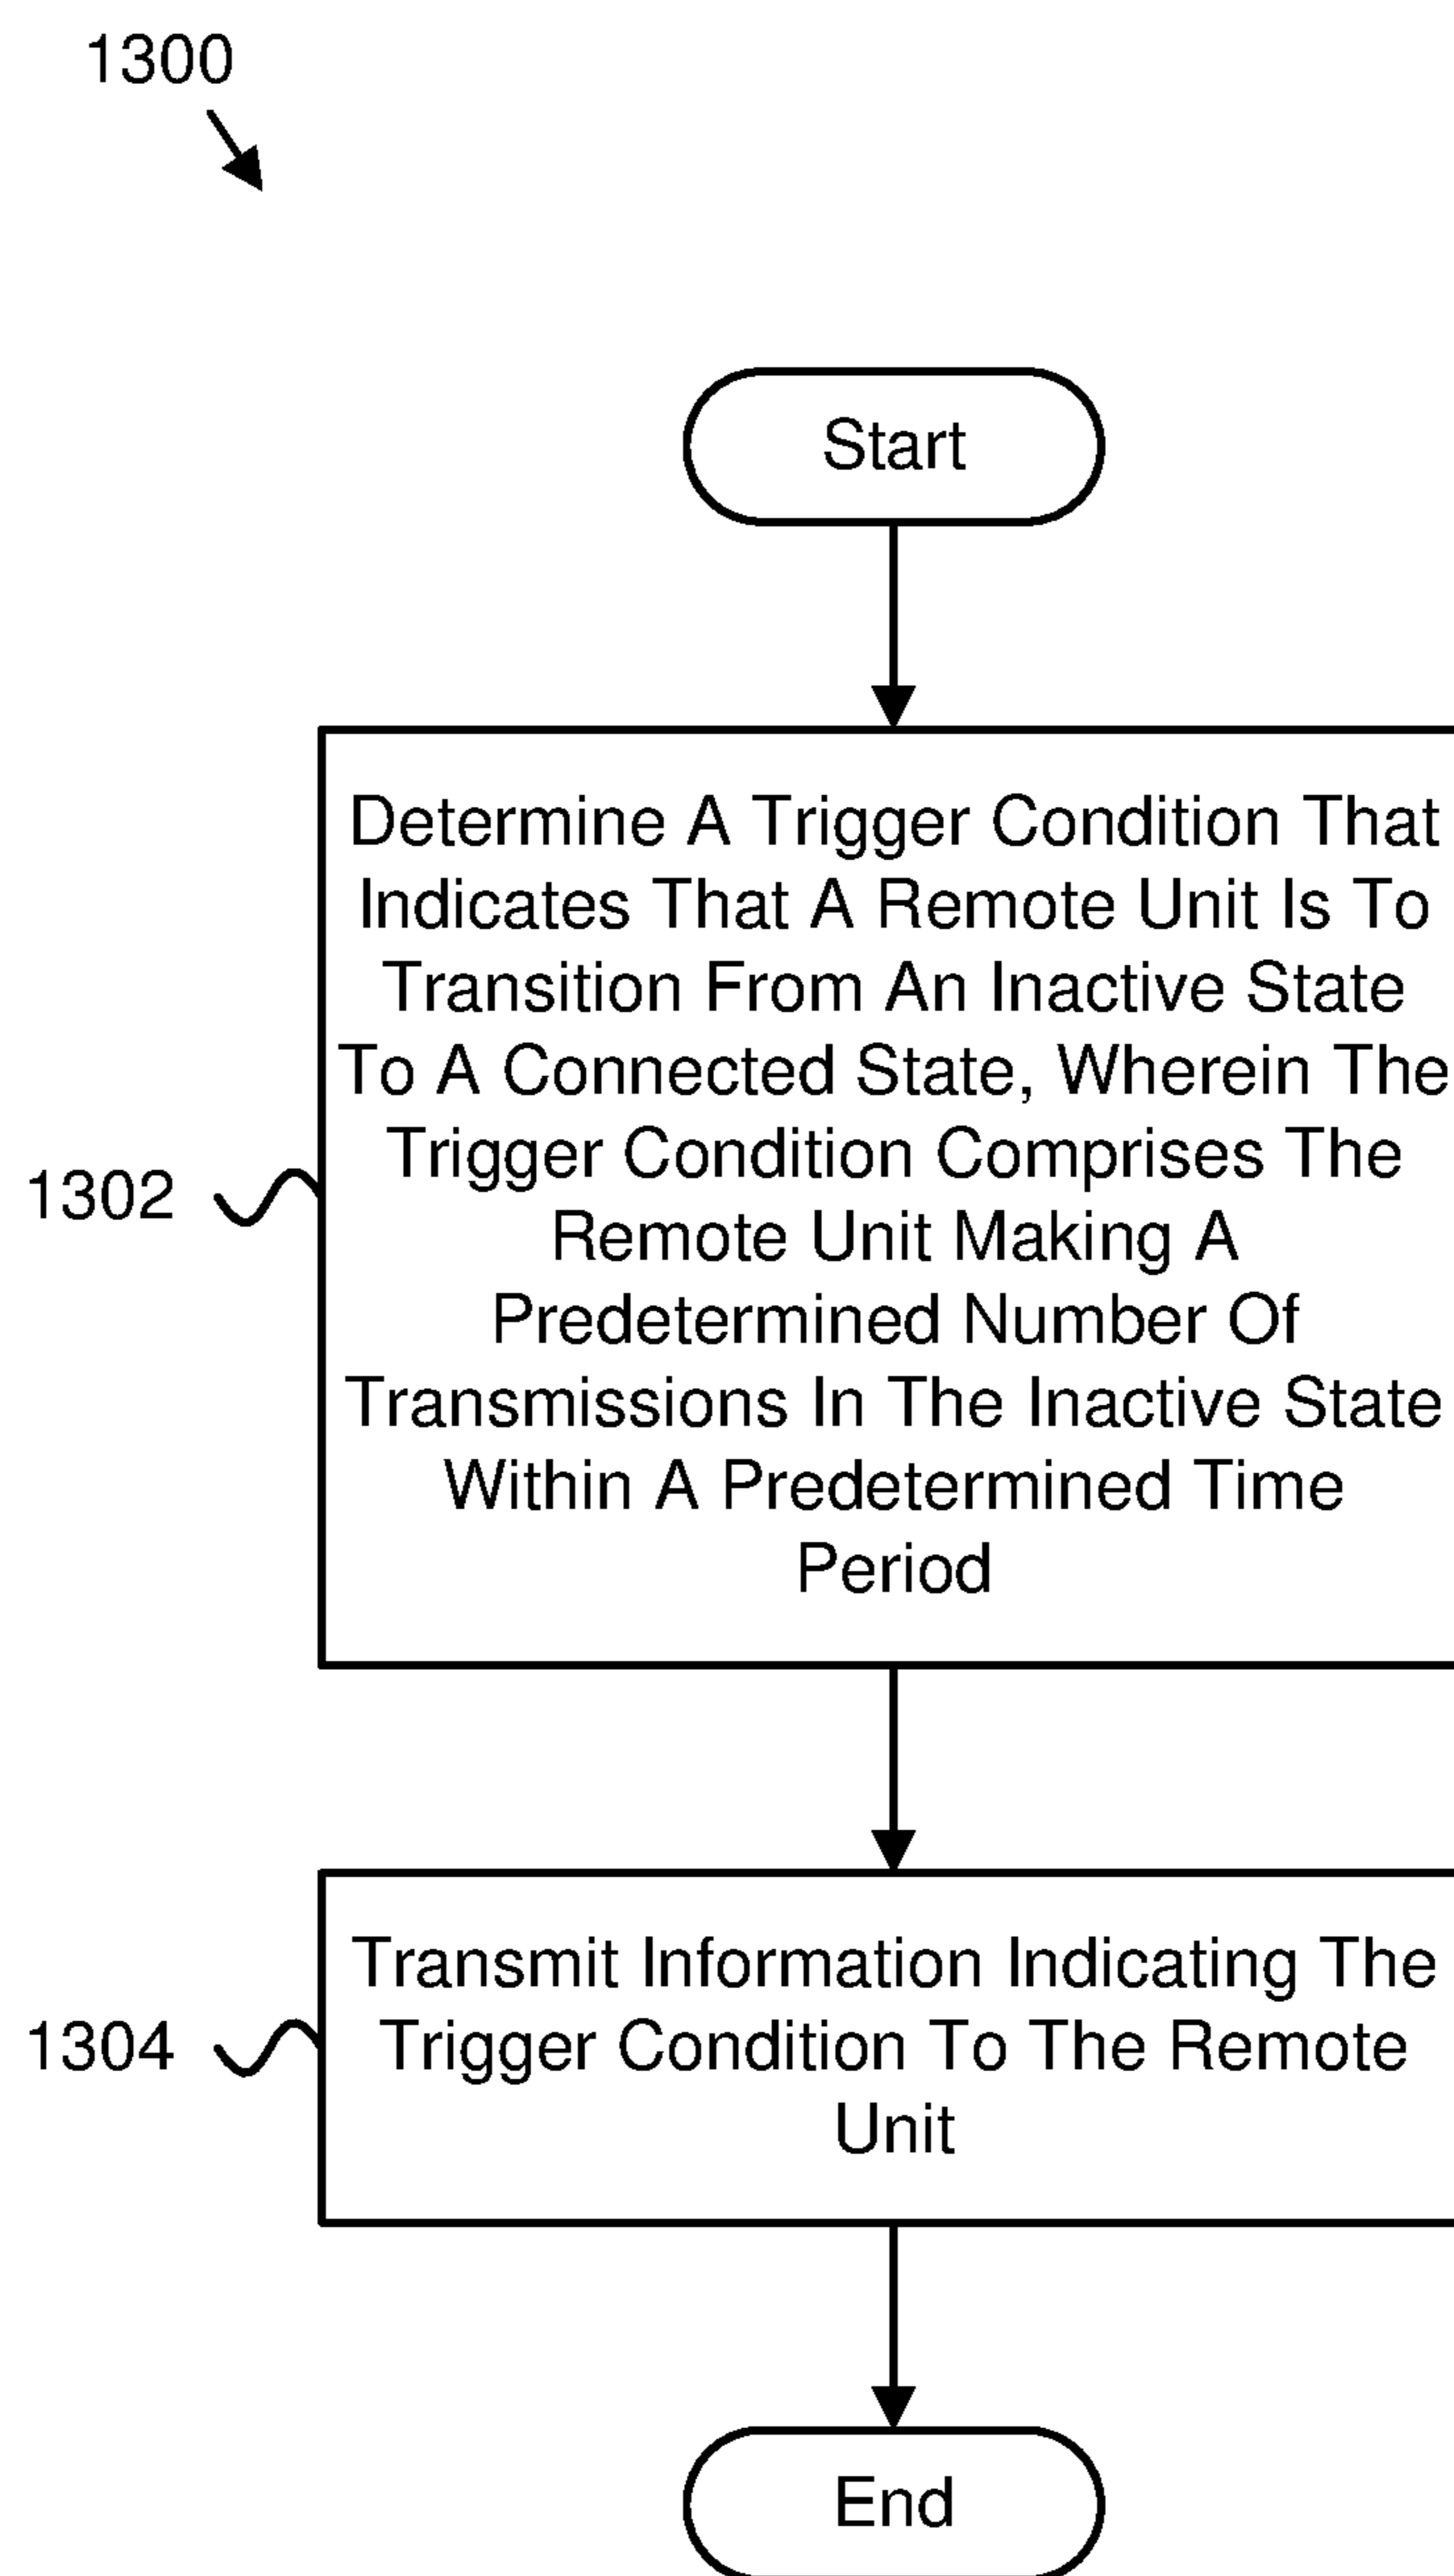 1300
Start
Determine A Trigger Condition That
Indicates That A Remote Unit Is To
Transition From An Inactive State
To A Connected State, Wherein The
Trigger Condition Comprises The
Remote Unit Making A
Predetermined Number Of
Transmissions In The Inactive State
Within A Predetermined Time
Period
1302
Transmit Information Indicating The
Trigger Condition To The Remote
Unit
1304
End